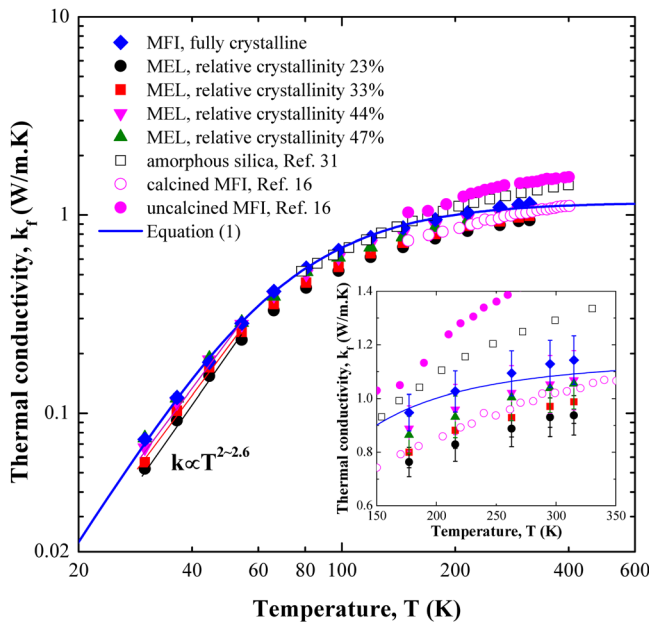 10
Thermal conductivity, k_f (W/m.K)
MFI, fully crystalline
MEL, relative crystallinity 23%
MEL, relative crystallinity 33%
MEL, relative crystallinity 44%
MEL, relative crystallinity 47%
amorphous silica, Ref. 31
calcined MFI, Ref. 16
uncalcined MFI, Ref. 16
Equation (1)
1
0.1
0.02
k∝T^2~2.6
1.4
1.2
1.0
0.8
0.6
Thermal conductivity, k_f (W/m.K)
150 200 250 300 350
Temperature, T (K)
20 40 60 80 100 200 400 600
Temperature, T (K)